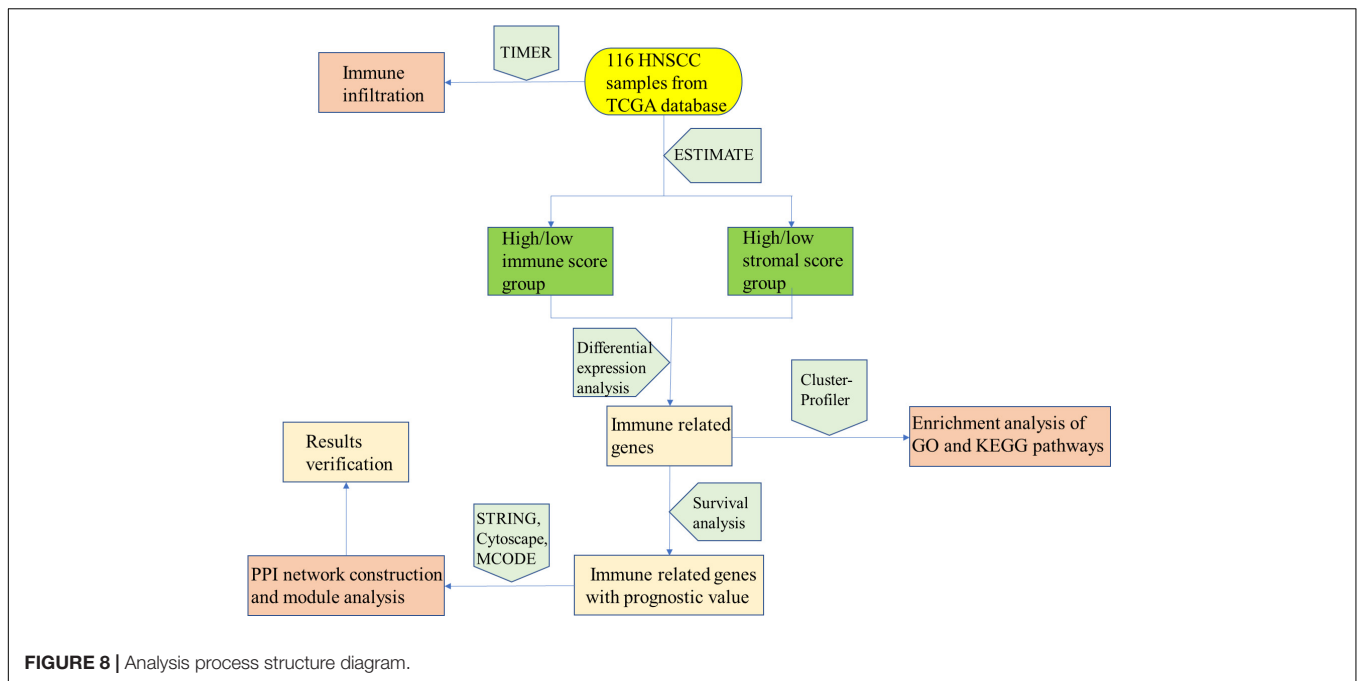 TIMER
Immune
infiltration
116 HNSCC
samples from
TCGA database
ESTIMATE
High/low
immune score
group
High/low
stromal score
group
Differential
expression
analysis
Cluster-
Profiler
Immune related
genes
Enrichment analysis of
GO and KEGG pathways
Results
verification
Survival
analysis
STRING,
Cytoscape,
MCODE
PPI network construction
and module analysis
Immune related genes
with prognostic value
FIGURE 8 | Analysis process structure diagram.